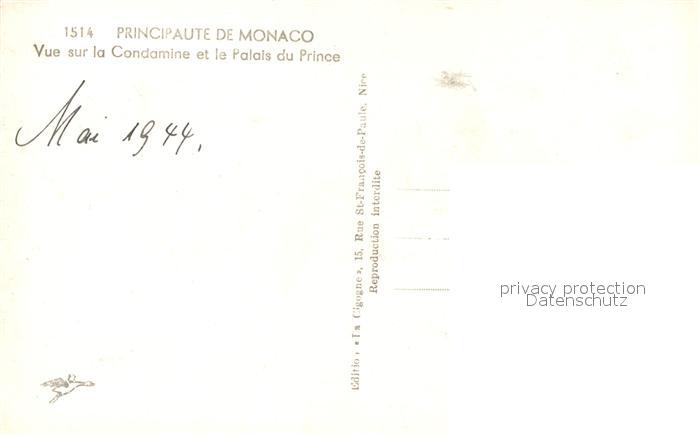 1514 PRINCIPAUTE DE MONACO
Vue sur la Condamine et le Palais du Prince
Mai 1944.
Edition « La Cigogne », 15, Rue St-François-de-Paule, Nice
Reproduction interdite
privacy protection
Datenschutz